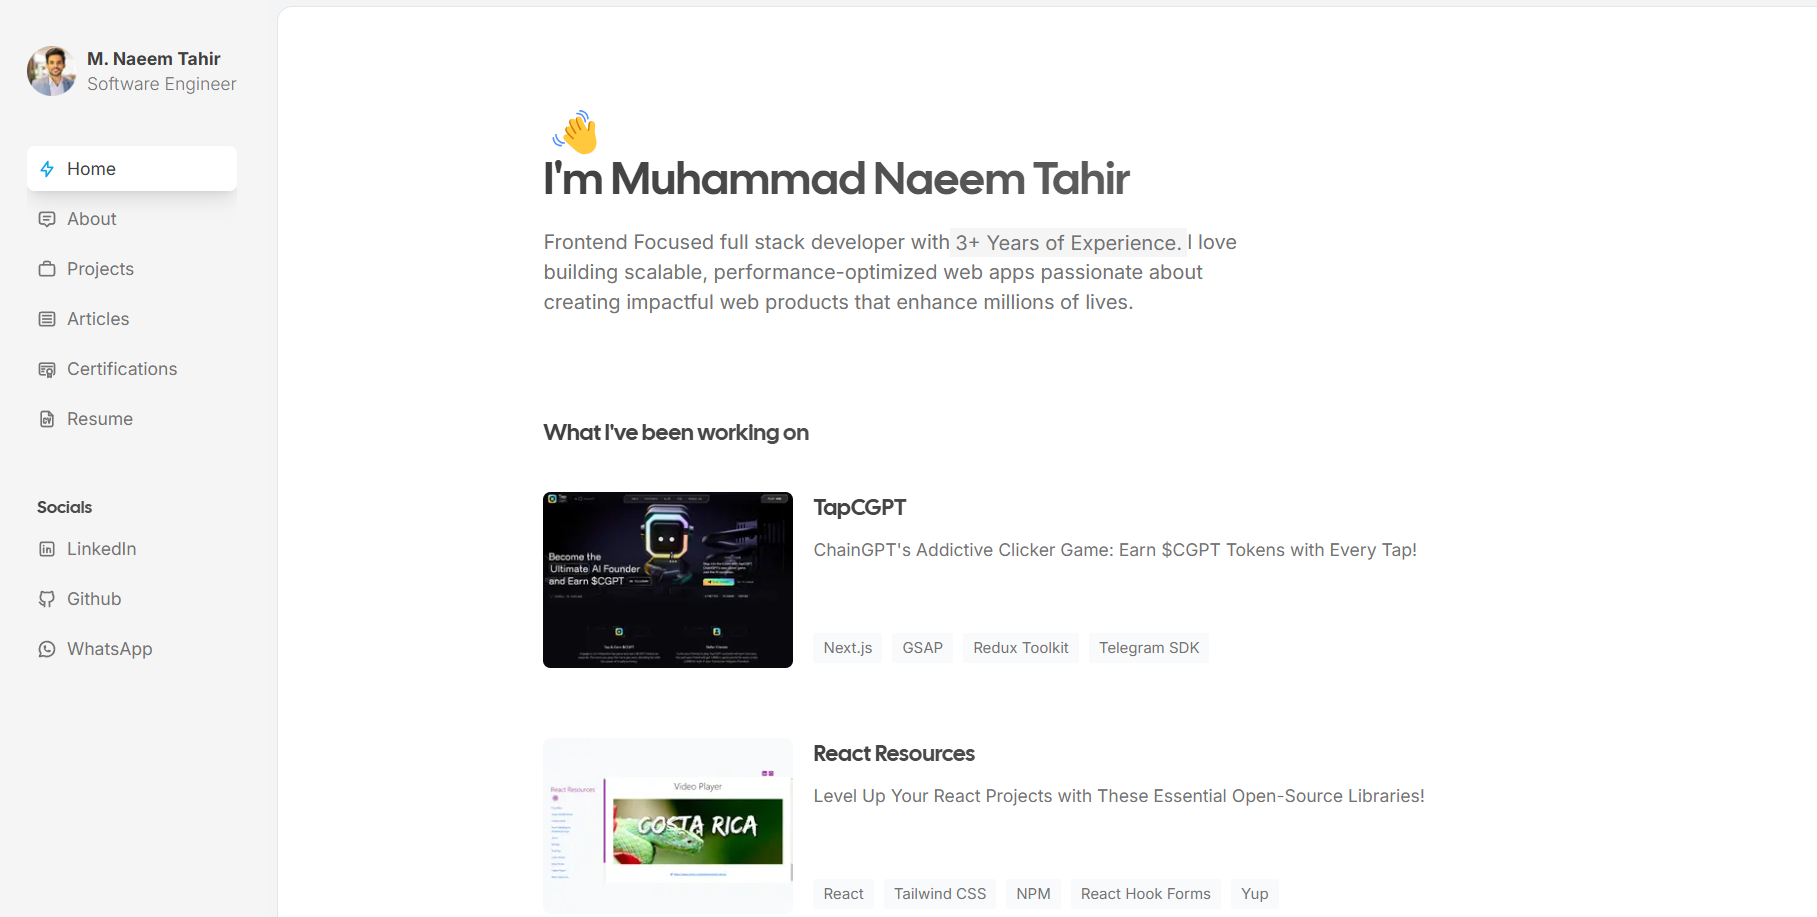 M. Naeem Tahir
Software Engineer
Home
About
Projects
Articles
Certifications
Resume
Socials
LinkedIn
Github
WhatsApp
I'm Muhammad Naeem Tahir
Frontend Focused full stack developer with 3+ Years of Experience. I love
building scalable, performance-optimized web apps passionate about
creating impactful web products that enhance millions of lives.
What I've been working on
Become the
Ultimate AI Founder
and Earn $CGPT
TapCGPT
ChainGPT's Addictive Clicker Game: Earn $CGPT Tokens with Every Tap!
Next.js GSAP Redux Toolkit Telegram SDK
React Resources
Video Player
COSTA RICA
React Resources
Level Up Your React Projects with These Essential Open-Source Libraries!
React Tailwind CSS NPM React Hook Forms Yup